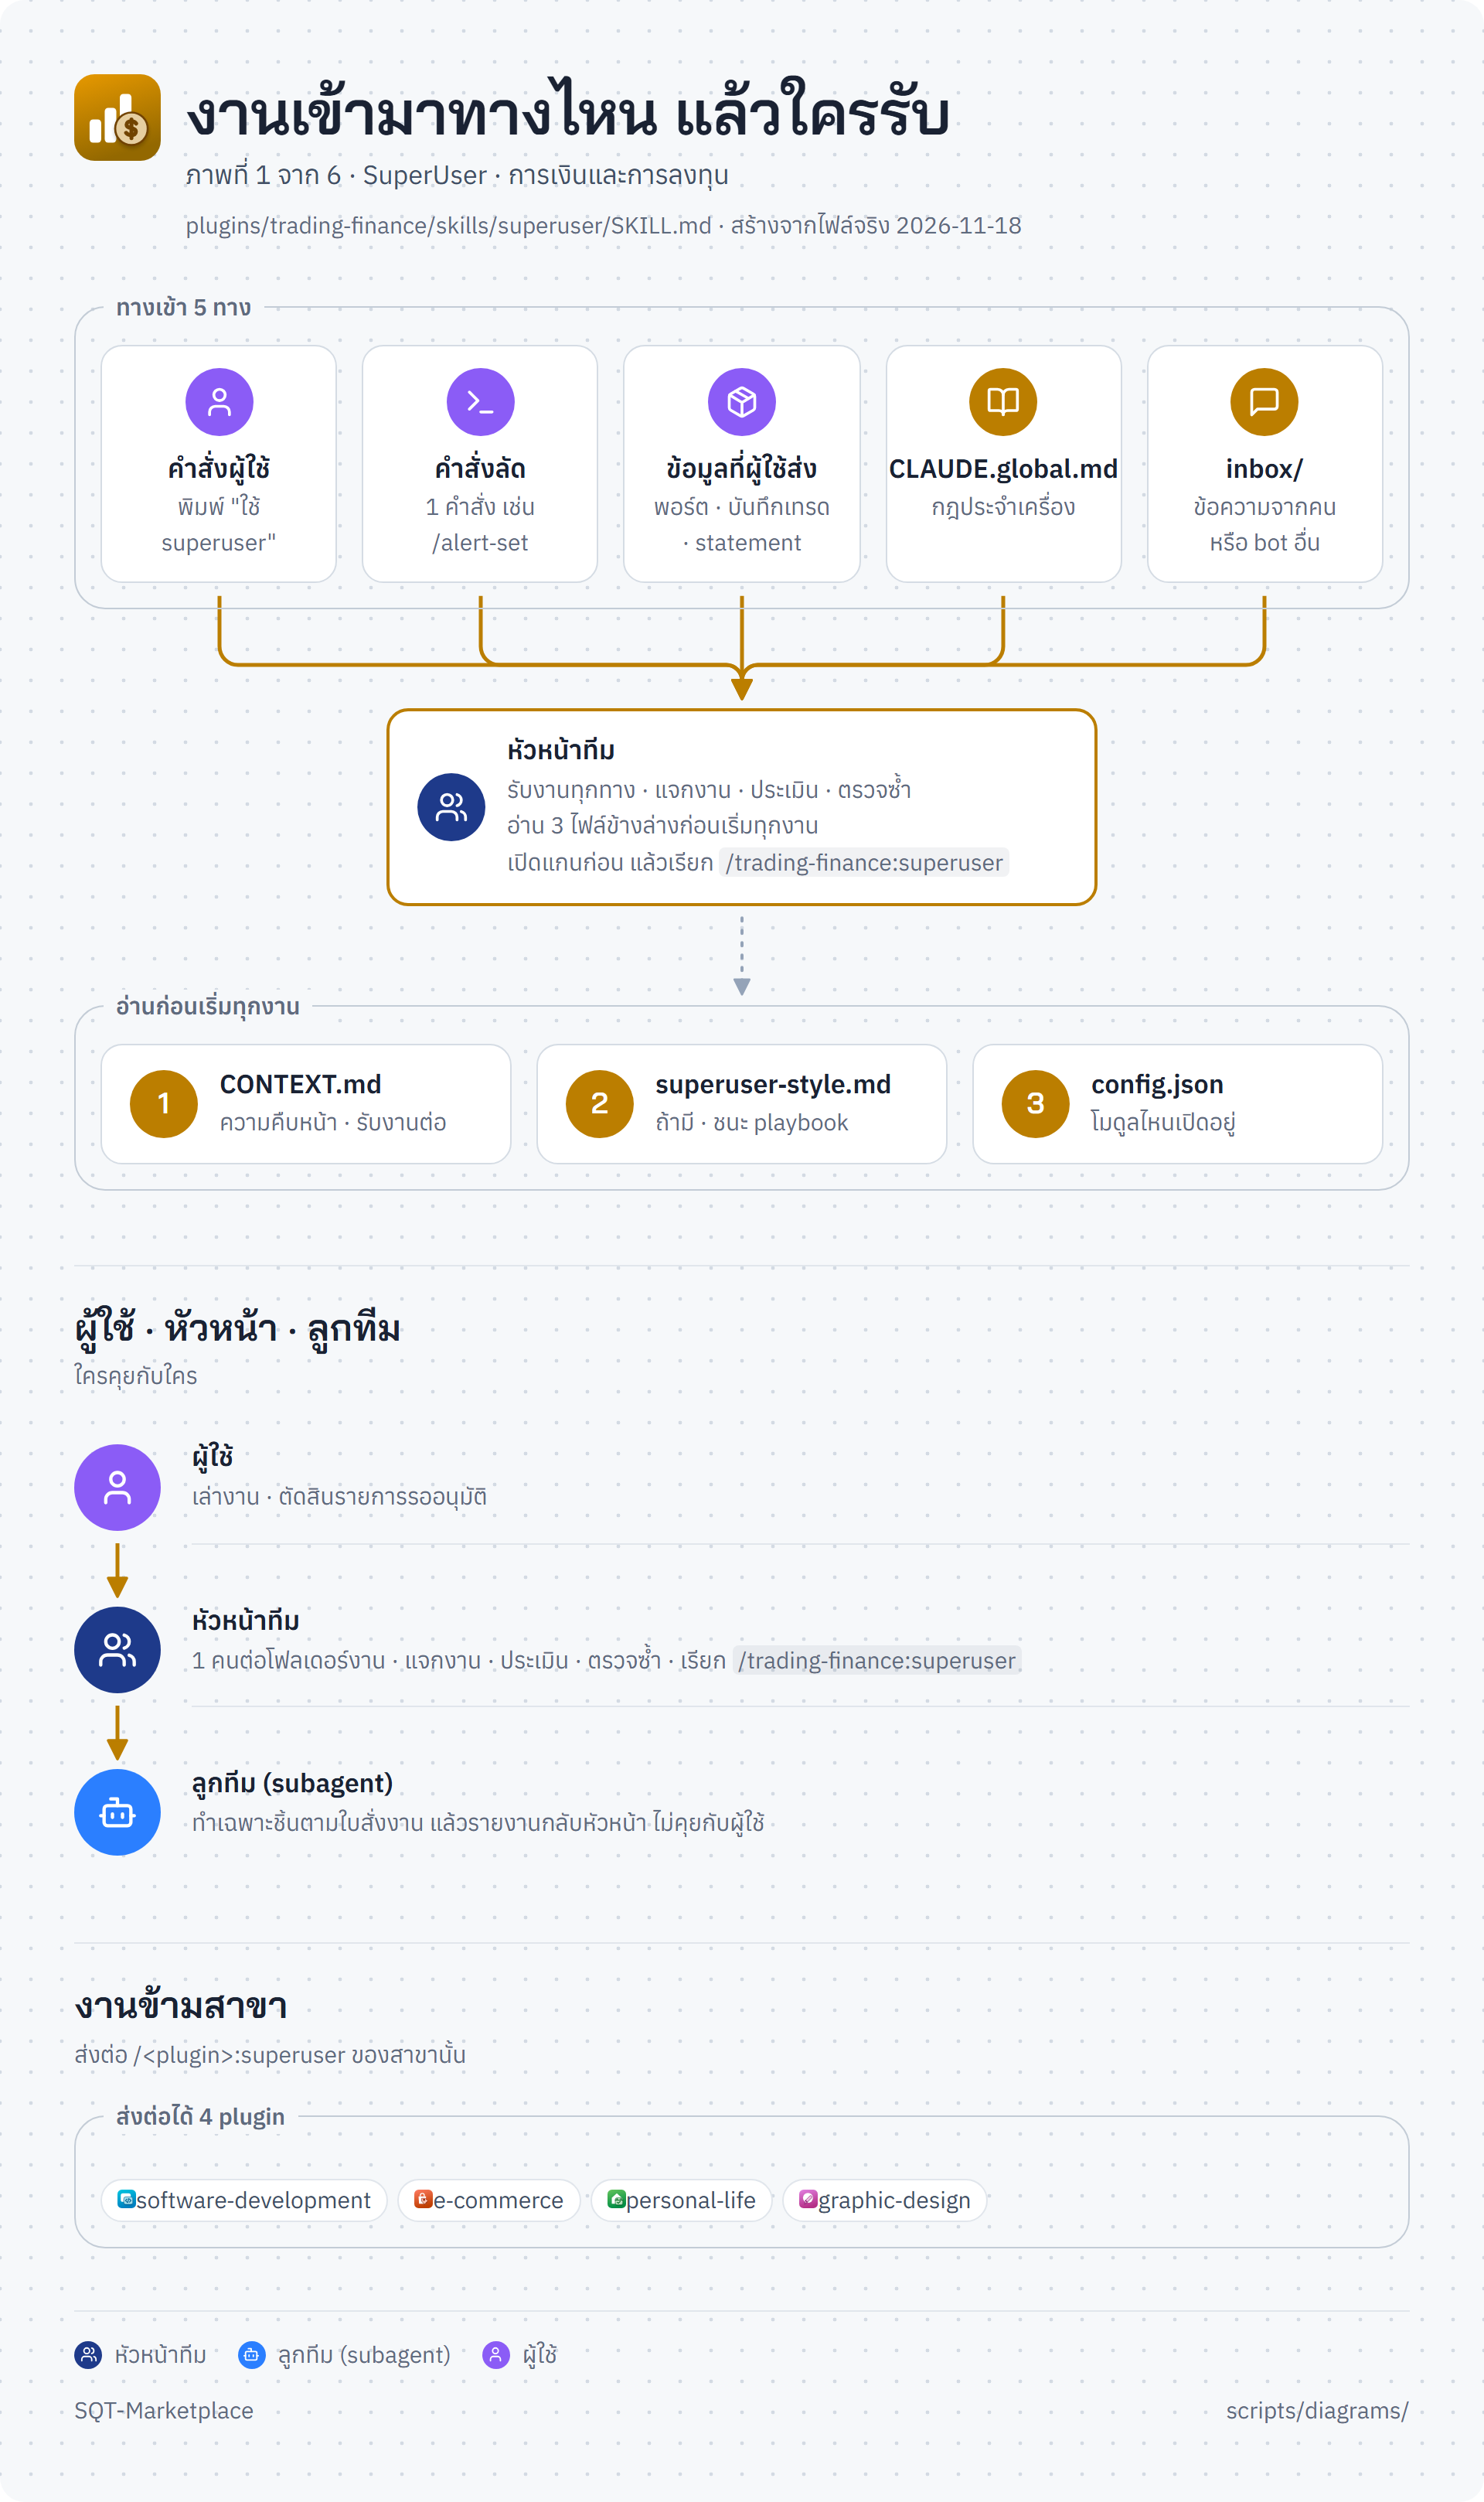 งานเข้ามาทางไหน แล้วใครรับ
ภาพที่ 1 จาก 6 · SuperUser · การเงินและการลงทุน
plugins/trading-finance/skills/superuser/SKILL.md · สร้างจากไฟล์จริง 2026-11-18
ทางเข้า 5 ทาง
คำสั่งผู้ใช้
พิมพ์ "ใช้
superuser"
คำสั่งลัด
1 คำสั่ง เช่น
/alert-set
ข้อมูลที่ผู้ใช้ส่ง
พอร์ต · บันทึกเทรด
· statement
CLAUDE.global.md
กฎประจำเครื่อง
inbox/
ข้อความจากคน
หรือ bot อื่น
หัวหน้าทีม
รับงานทุกทาง · แจกงาน · ประเมิน · ตรวจซ้ำ
อ่าน 3 ไฟล์ข้างล่างก่อนเริ่มทุกงาน
เปิดแกนก่อน แล้วเรียก /trading-finance:superuser
อ่านก่อนเริ่มทุกงาน
1
CONTEXT.md
ความคืบหน้า · รับงานต่อ
2
superuser-style.md
ถ้ามี · ชนะ playbook
3
config.json
โมดูลไหนเปิดอยู่
ผู้ใช้ · หัวหน้า · ลูกทีม
ใครคุยกับใคร
ผู้ใช้
เล่างาน · ตัดสินรายการรออนุมัติ
หัวหน้าทีม
1 คนต่อโฟลเดอร์งาน · แจกงาน · ประเมิน · ตรวจซ้ำ · เรียก /trading-finance:superuser
ลูกทีม (subagent)
ทำเฉพาะชิ้นตามใบสั่งงาน แล้วรายงานกลับหัวหน้า ไม่คุยกับผู้ใช้
งานข้ามสาขา
ส่งต่อ /<plugin>:superuser ของสาขานั้น
ส่งต่อได้ 4 plugin
software-development
e-commerce
personal-life
graphic-design
หัวหน้าทีม
ลูกทีม (subagent)
ผู้ใช้
SQT-Marketplace
scripts/diagrams/